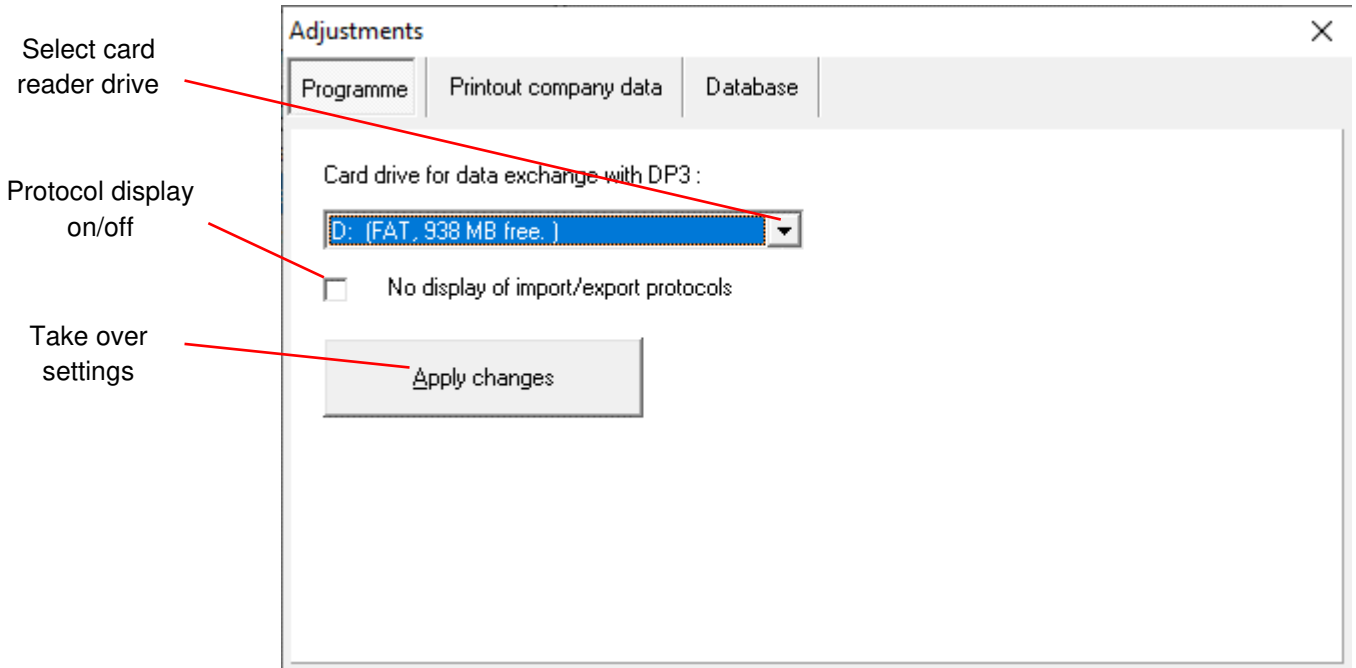 Adjustments
Select card
reader drive
Programme
Printout company data
Database
Card drive for data exchange with DP3 :
Protocol display
on/off
D: (FAT, 938 MB free. )
No display of import/export protocols
Take over
settings
Apply changes